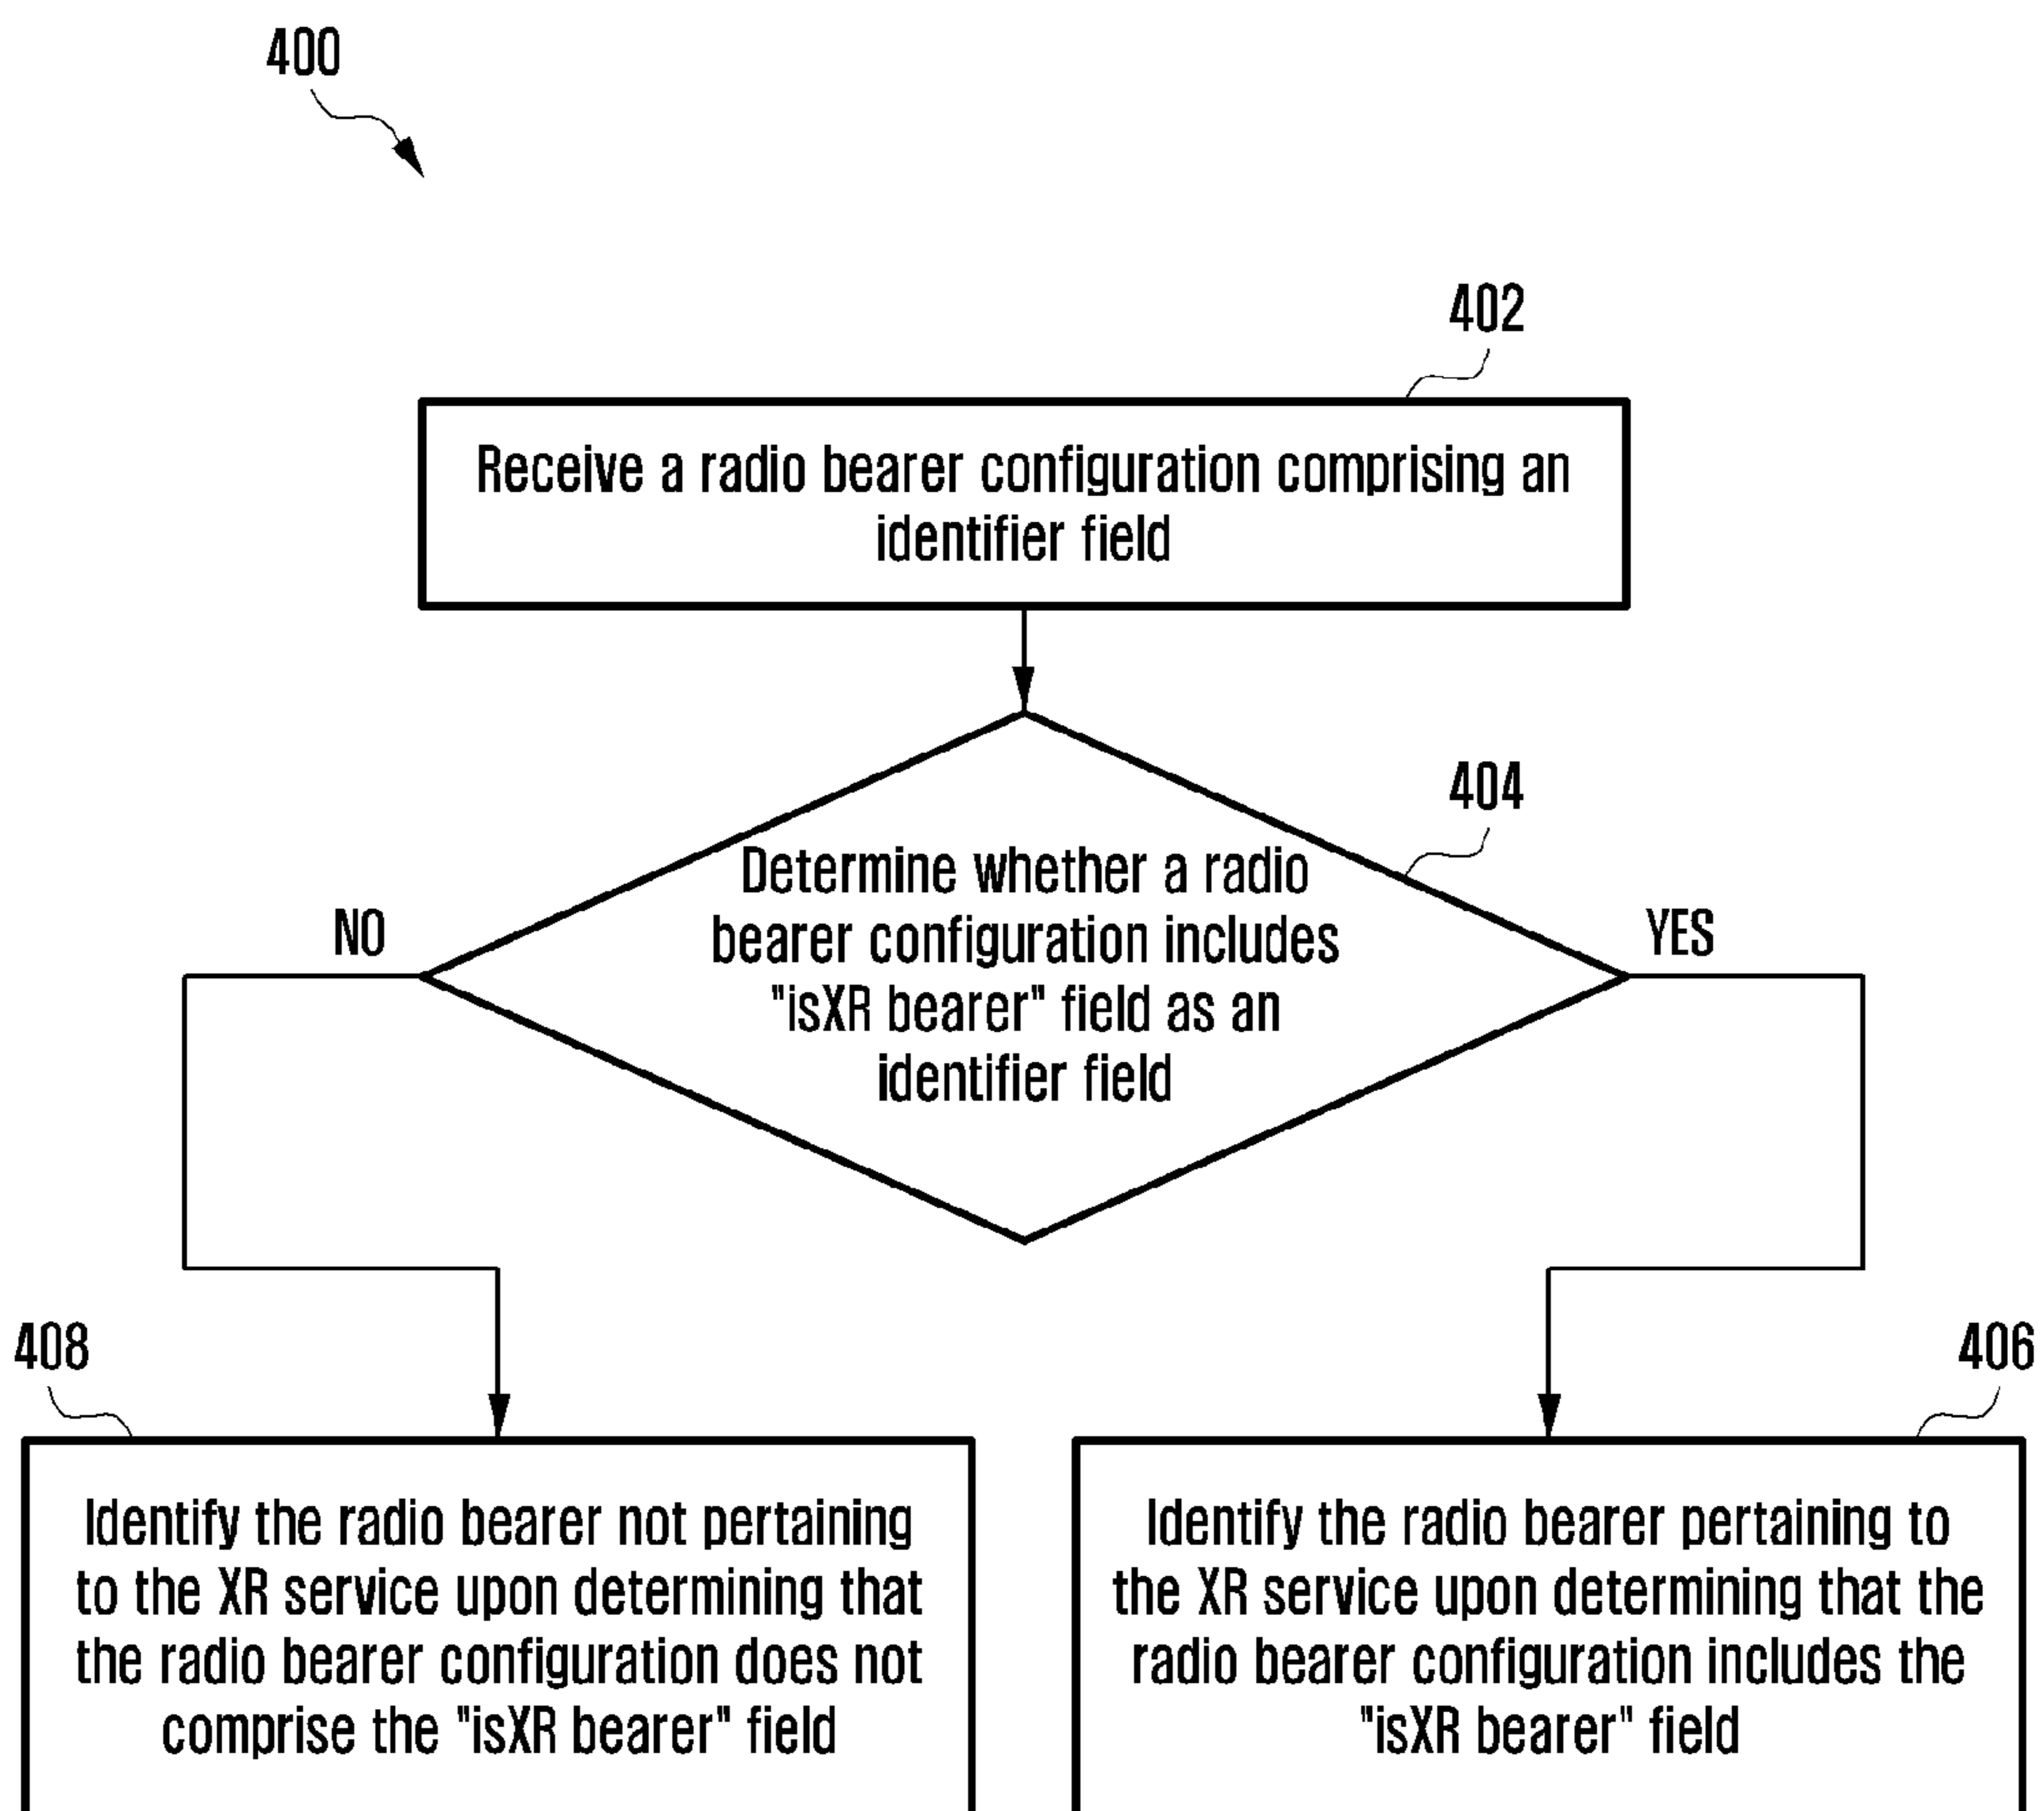 400
402
Receive a radio bearer configuration comprising an
identifier field
404
Determine whether a radio
bearer configuration includes
"isXR bearer" field as an
identifier field
NO
YES
408
406
Identify the radio bearer not pertaining
to the XR service upon determining that
the radio bearer configuration does not
comprise the "isXR bearer" field
Identify the radio bearer pertaining to
the XR service upon determining that the
radio bearer configuration includes the
"isXR bearer" field